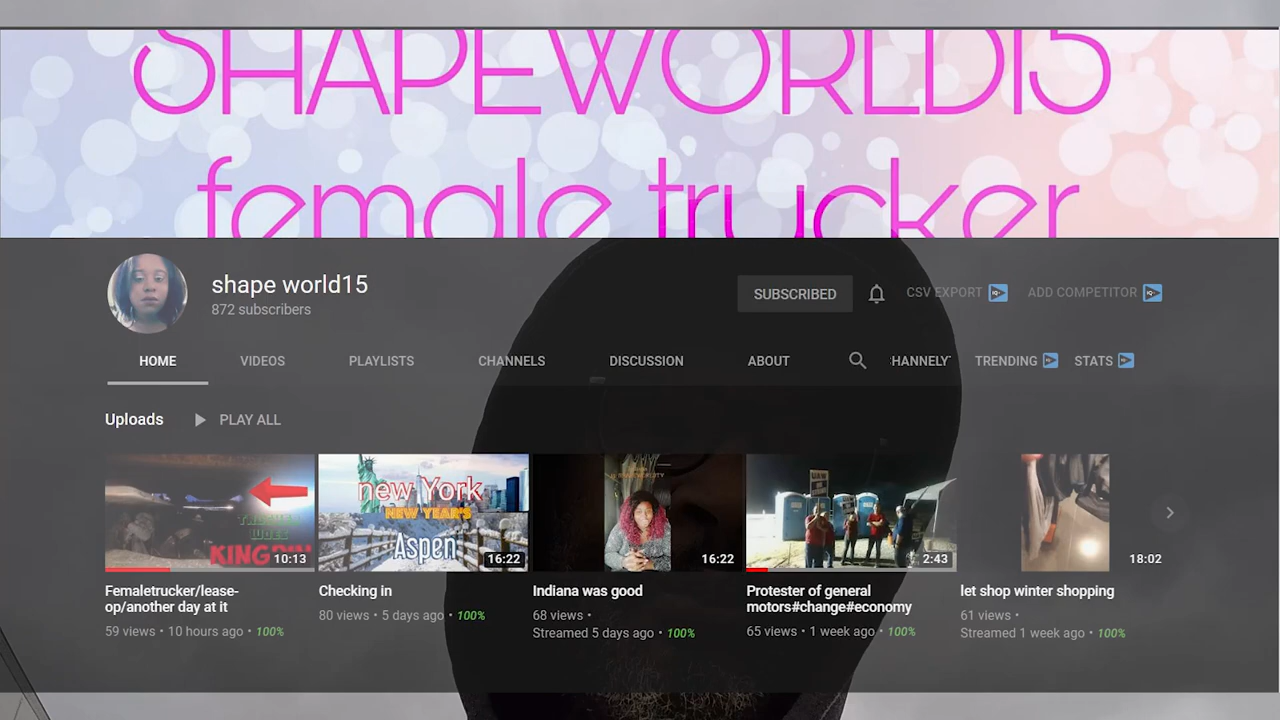 SHAPEWORLD15
female trucker
shape world15
872 subscribers
SUBSCRIBED
CSV EXPORT
ADD COMPETITOR
HOME
VIDEOS
PLAYLISTS
CHANNELS
DISCUSSION
ABOUT
HANNELY
TRENDING
STATS
Uploads
PLAY ALL
KING
10:13
new York
NEW YEAR'S
Aspen
16:22
16:22
UAW
2:43
18:02
Femaletrucker/lease-
op/another day at it
59 views • 10 hours ago • 100%
Checking in
80 views • 5 days ago • 100%
Indiana was good
68 views •
Streamed 5 days ago • 100%
Protester of general
motors#change#economy
65 views • 1 week ago • 100%
let shop winter shopping
61 views •
Streamed 1 week ago • 100%